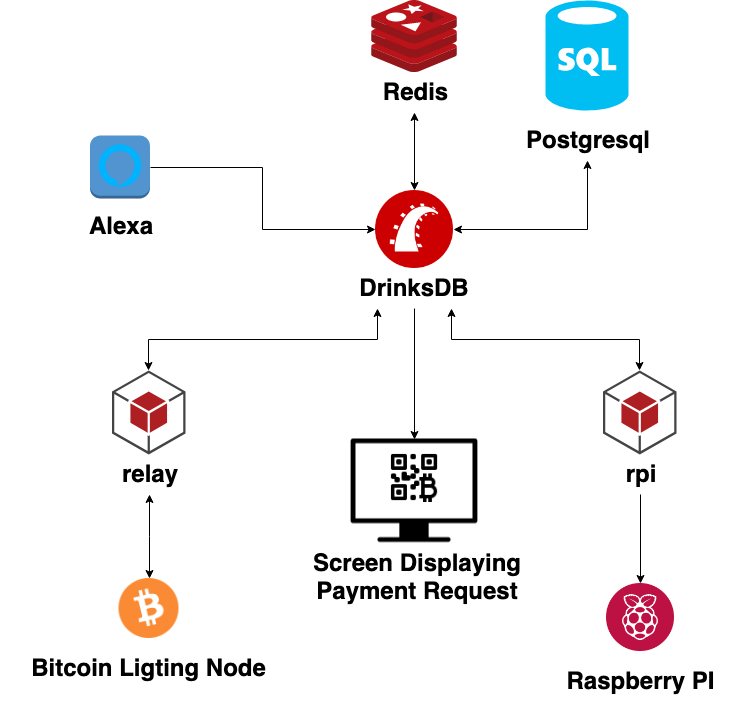 SQL
Redis
Postgresql
Alexa
DrinksDB
relay
rpi
Screen Displaying
Payment Request
Bitcoin Ligting Node
Raspberry PI